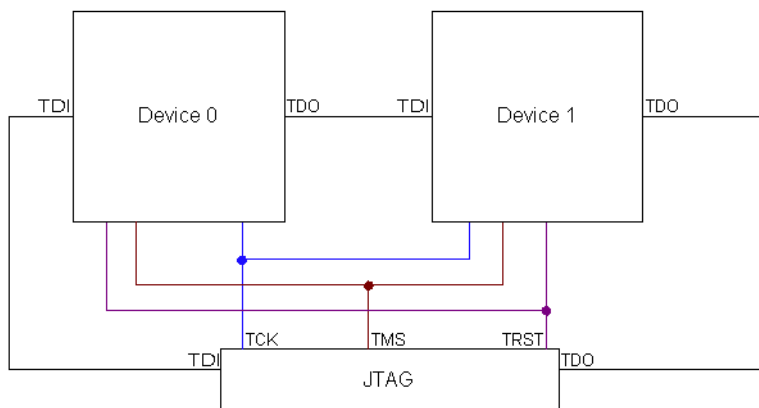 TDI
Device 0
TDO
TDI
Device 1
TDO
TCK
TMS
TRST
TDI
JTAG
TDO